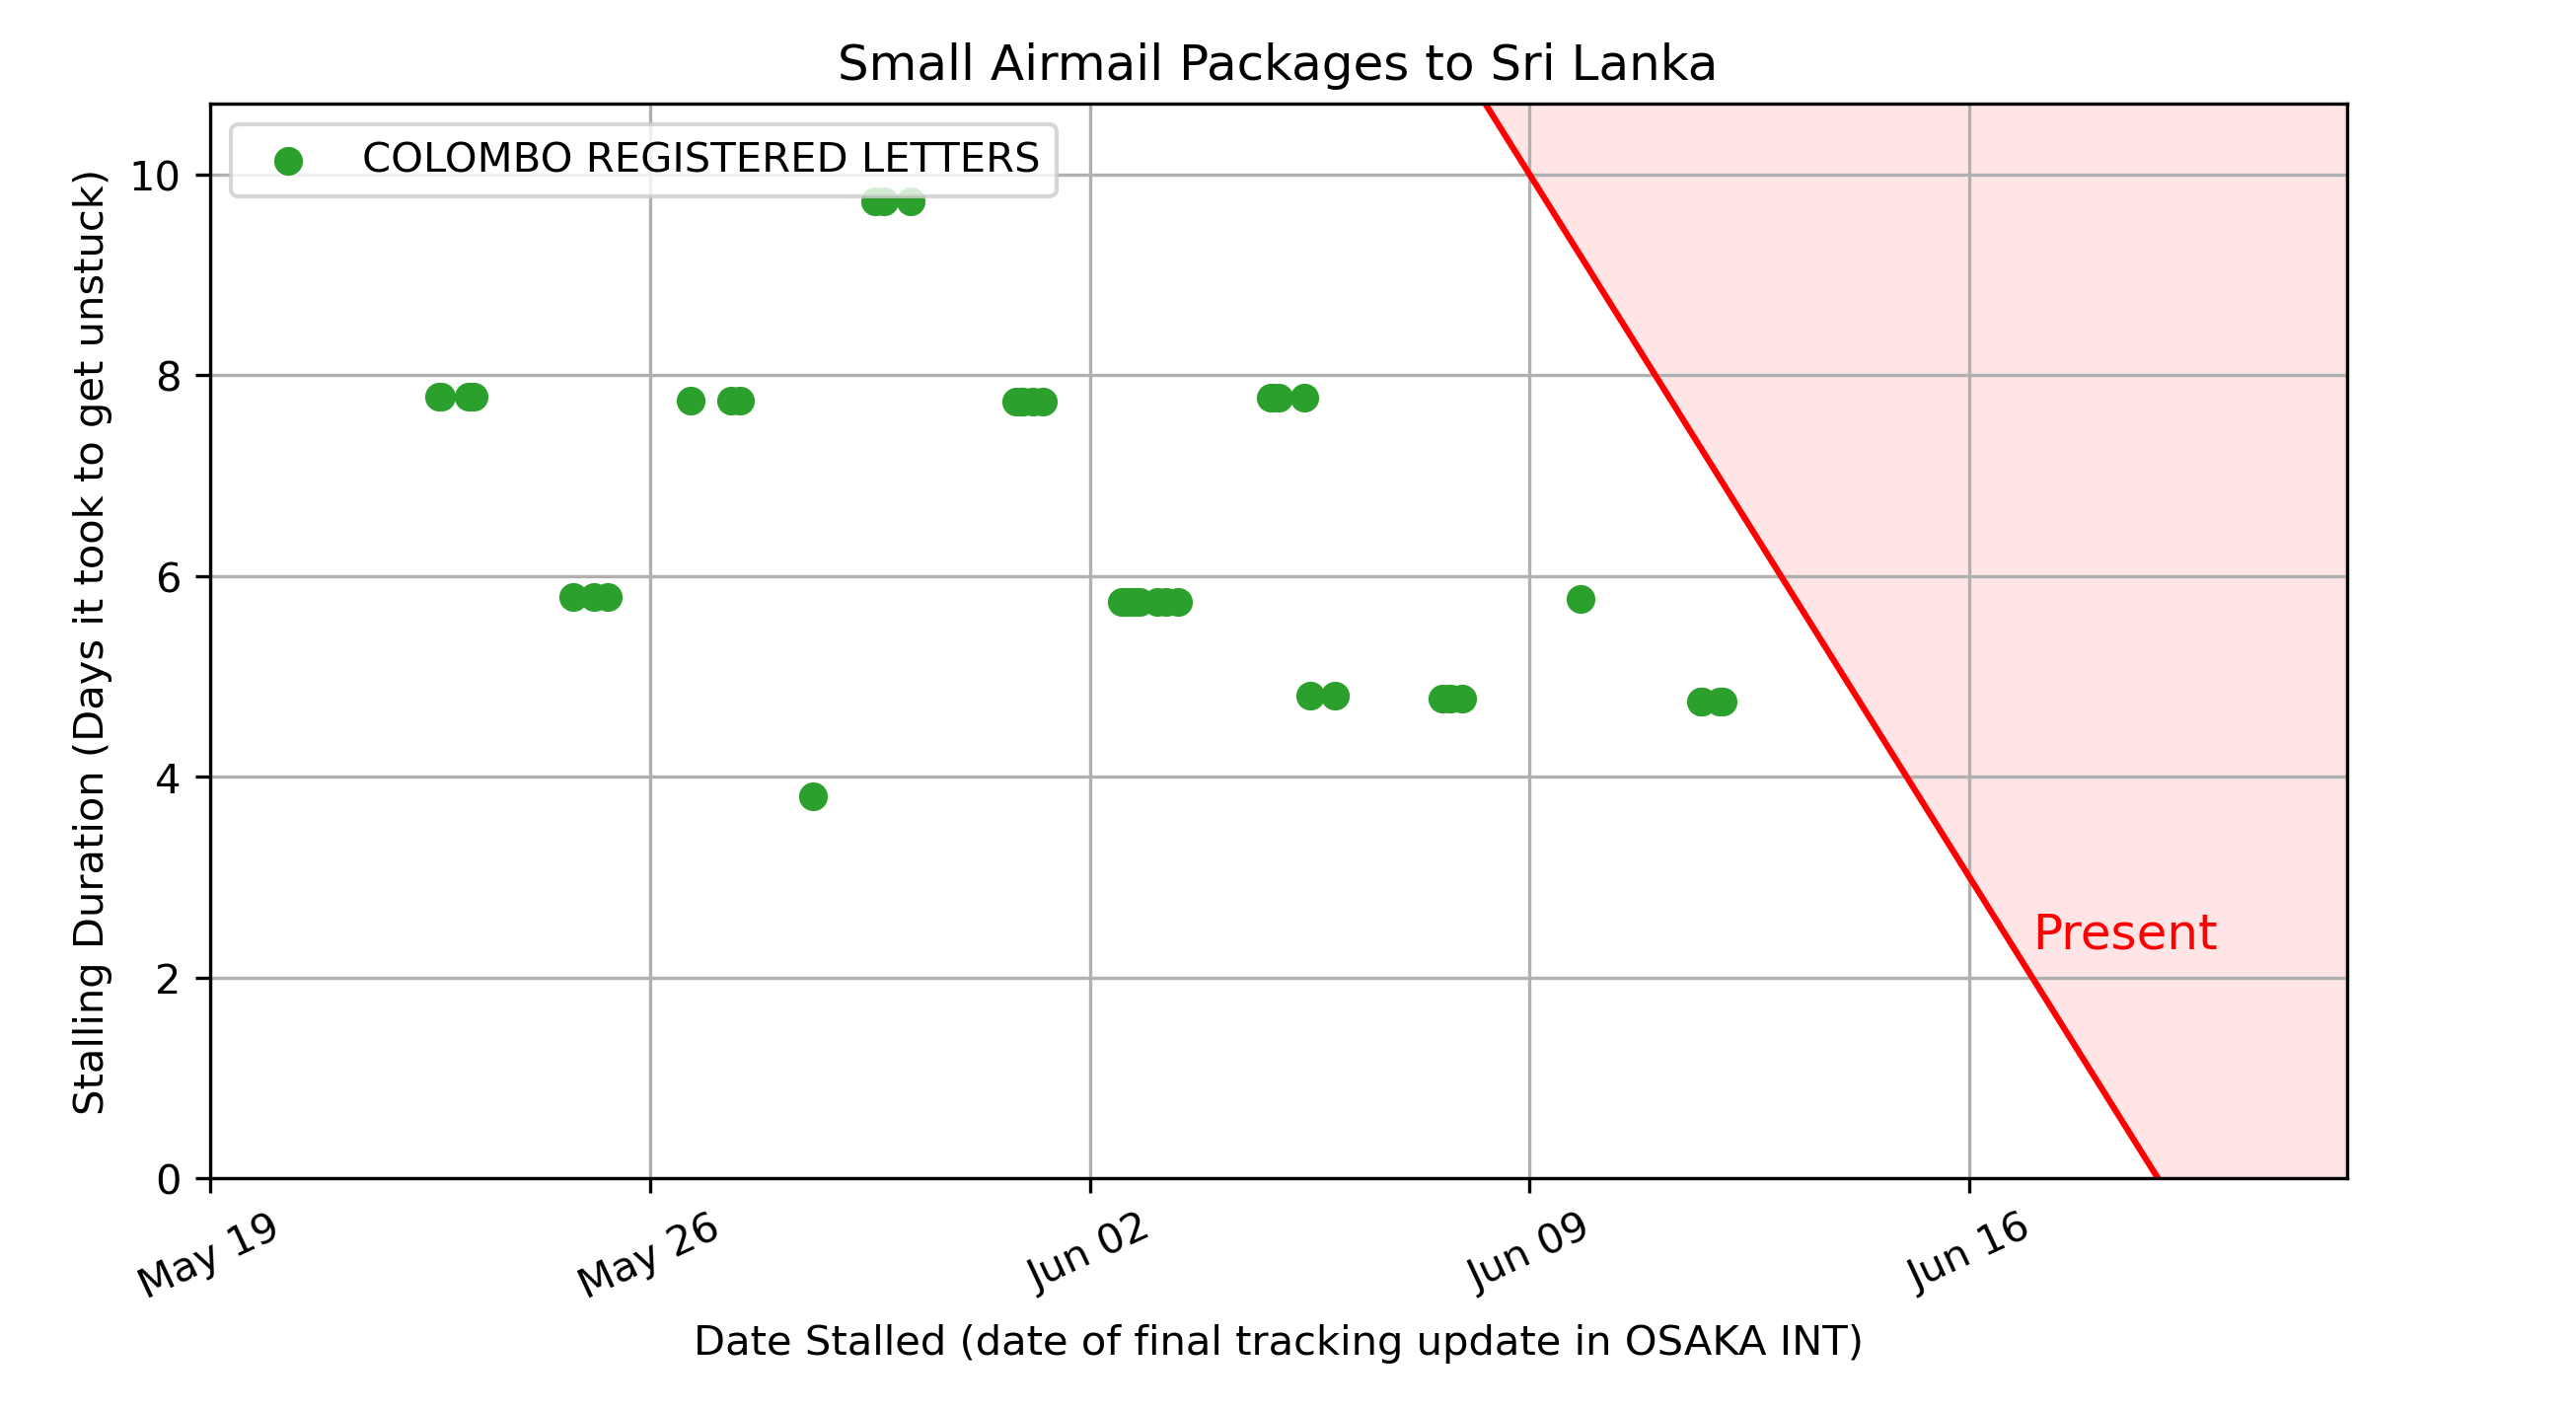 Small Airmail Packages to Sri Lanka
COLOMBO REGISTERED LETTERS
Stalling Duration (Days it took to get unstuck)
10
8
6
4
2
0
Present
May 19
May 26
Jun 02
Jun 09
Jun 16
Date Stalled (date of final tracking update in OSAKA INT)